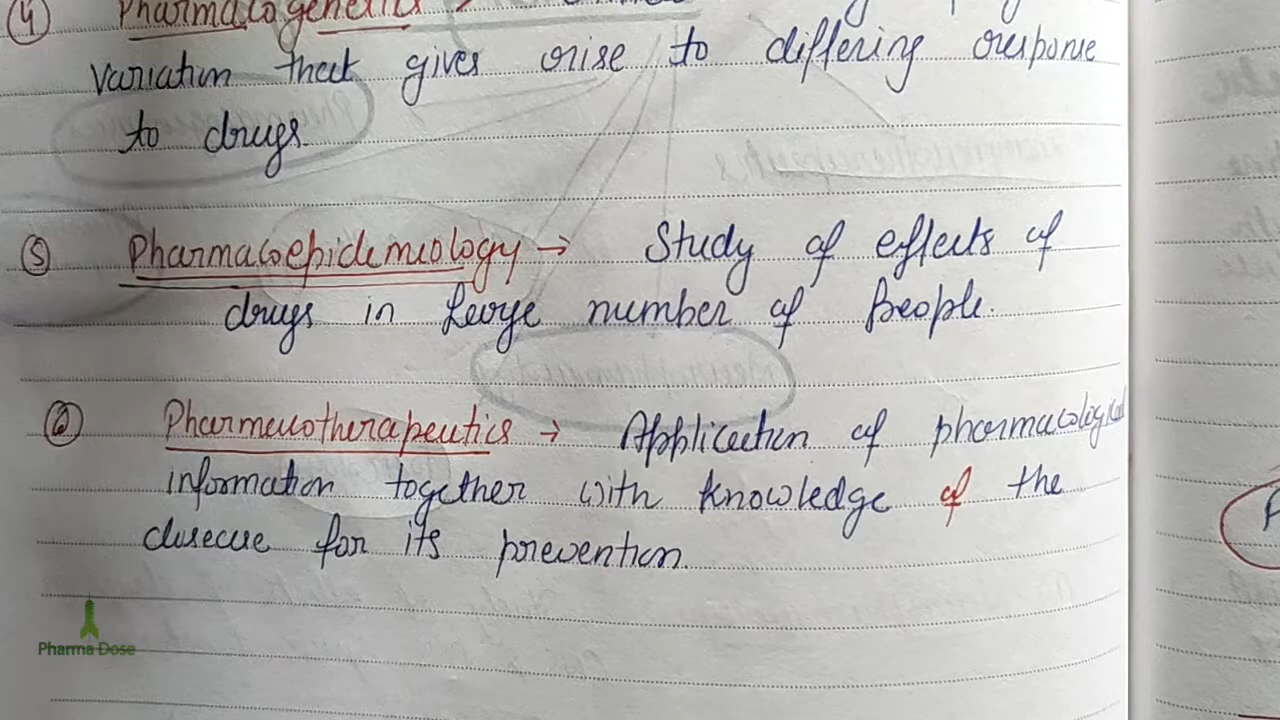 ④ Pharmacogenetics →
variation that gives rise to differing response
to drugs.
⑤ Pharmacoepidemiology → Study of effects of
drugs in Large number of People.
⑥ Pharmacotherapeutics → Application of pharmacological
information together with knowledge of the
disease for its prevention.
Pharma Dose